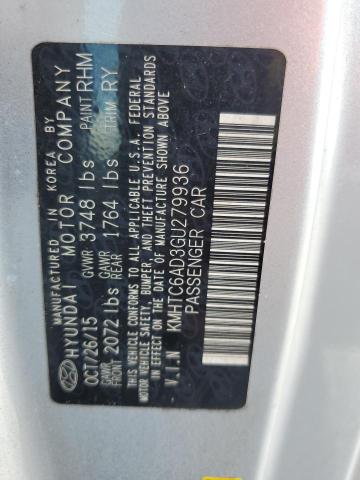 MANUFACTURED IN KOREA BY
HYUNDAI MOTOR COMPANY
OCT/26/15 GVWR 3748 lbs PAINT RHM
GAWR FRONT 2072 lbs GAWR REAR 1764 lbs TRIM RY
THIS VEHICLE CONFORMS TO ALL APPLICABLE U.S.A. FEDERAL
MOTOR VEHICLE SAFETY, BUMPER, AND THEFT PREVENTION STANDARDS
IN EFFECT ON THE DATE OF MANUFACTURE SHOWN ABOVE
V.I.N KMHTC6AD3GU279936
PASSENGER CAR